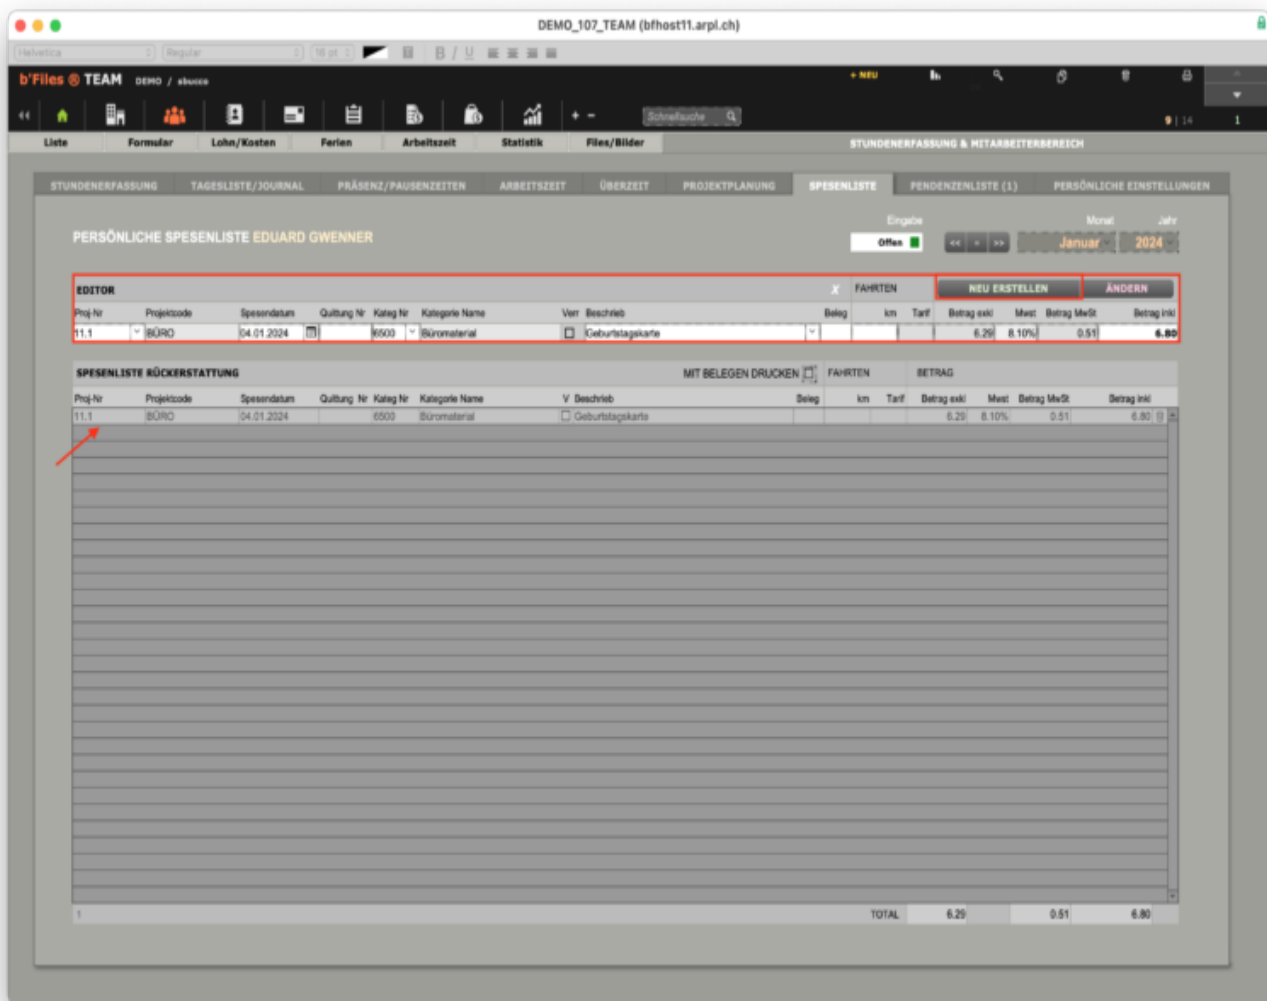 DEMO_107_TEAM (bfhost11.arpl.ch)
Helvetica Regular 16 pt B I U
b'Files ® TEAM DEMO / abucco + NEU
+ - Schnellsuche 9 | 14 1
Liste Formular Lohn/Kosten Ferien Arbeitszeit Statistik Files/Bilder STUNDENERFASSUNG & MITARBEITERBEREICH
STUNDENERFASSUNG TAGESLISTE/JOURNAL PRÄSENZ/PAUSENZEITEN ARBEITSZEIT ÜBERZEIT PROJEKTPLANUNG SPESENLISTE PENDENZENLISTE (1) PERSÖNLICHE EINSTELLUNGEN
Eingabe Monat Jahr
PERSÖNLICHE SPESENLISTE EDUARD GWENNER Offen << >> Januar 2024
EDITOR X FAHRTEN NEU ERSTELLEN ÄNDERN
Proj-Nr Projektcode Spesendatum Quittung Nr Kateg Nr Kategorie Name Verr Beschrieb Beleg km Tarif Betrag exkl Mwst Betrag MwSt Betrag inkl
11.1 BÜRO 04.01.2024 6500 Büromaterial Geburtstagskarte 6.29 8.10% 0.51 6.80
SPESENLISTE RÜCKERSTATTUNG MIT BELEGEN DRUCKEN FAHRTEN BETRAG
Proj-Nr Projektcode Spesendatum Quittung Nr Kateg Nr Kategorie Name V Beschrieb Beleg km Tarif Betrag exkl Mwst Betrag MwSt Betrag inkl
11.1 BÜRO 04.01.2024 6500 Büromaterial Geburtstagskarte 6.29 8.10% 0.51 6.80
1 TOTAL 6.29 0.51 6.80